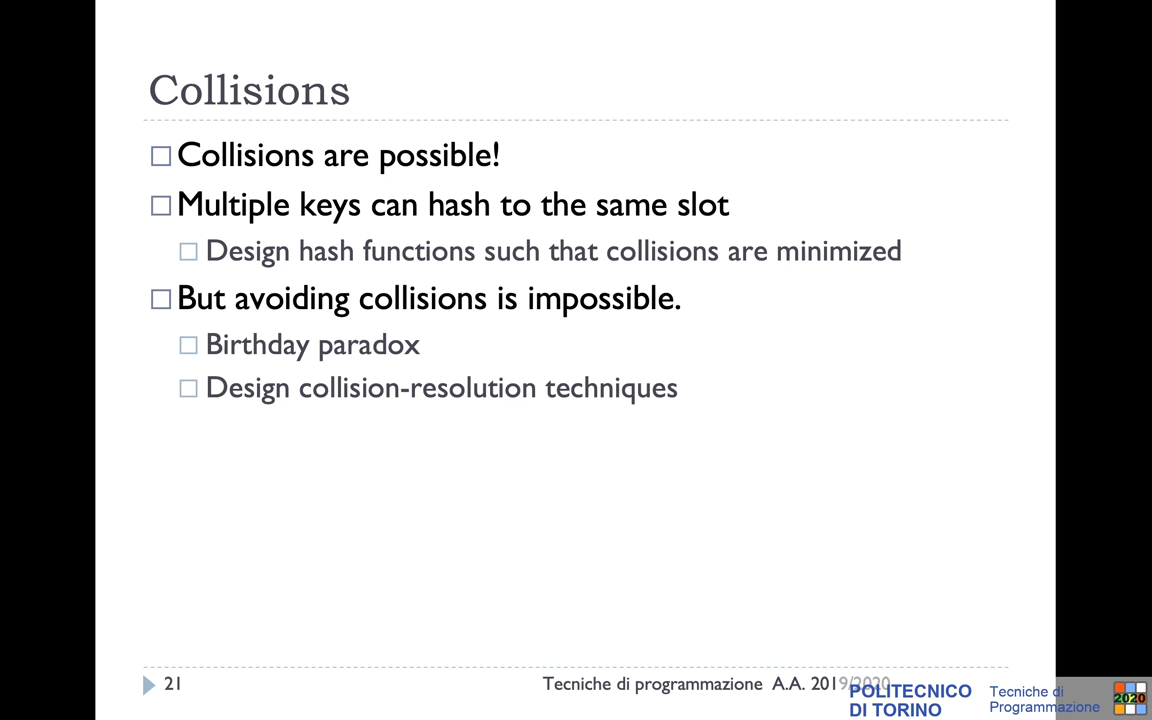 Collisions
Collisions are possible!
Multiple keys can hash to the same slot
Design hash functions such that collisions are minimized
But avoiding collisions is impossible.
Birthday paradox
Design collision-resolution techniques
21
Tecniche di programmazione A.A. 2019/2020
POLITECNICO
DI TORINO
Tecniche di
Programmazione
2020